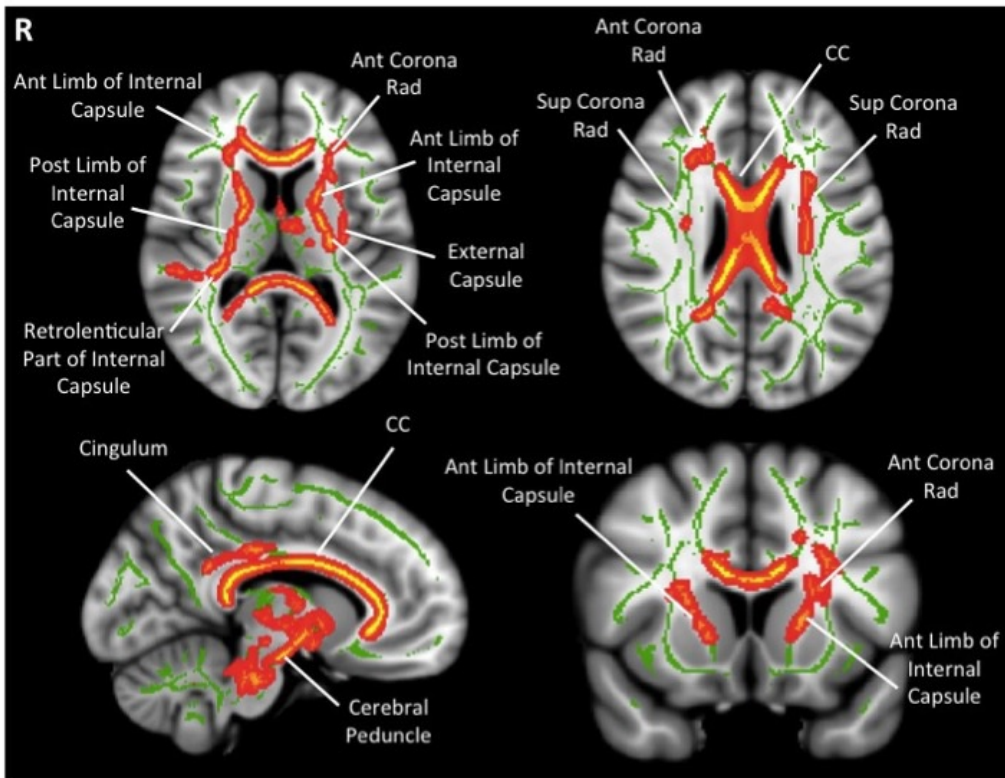 R
Ant Limb of Internal
Capsule
Ant Corona
Rad
Post Limb of
Internal
Capsule
Ant Limb of
Internal
Capsule
External
Capsule
Retrolenticular
Part of Internal
Capsule
Post Limb of
Internal Capsule
Ant Corona
Rad
CC
Sup Corona
Rad
Sup Corona
Rad
Cingulum
CC
Cerebral
Peduncle
Ant Limb of Internal
Capsule
Ant Corona
Rad
Ant Limb of
Internal
Capsule